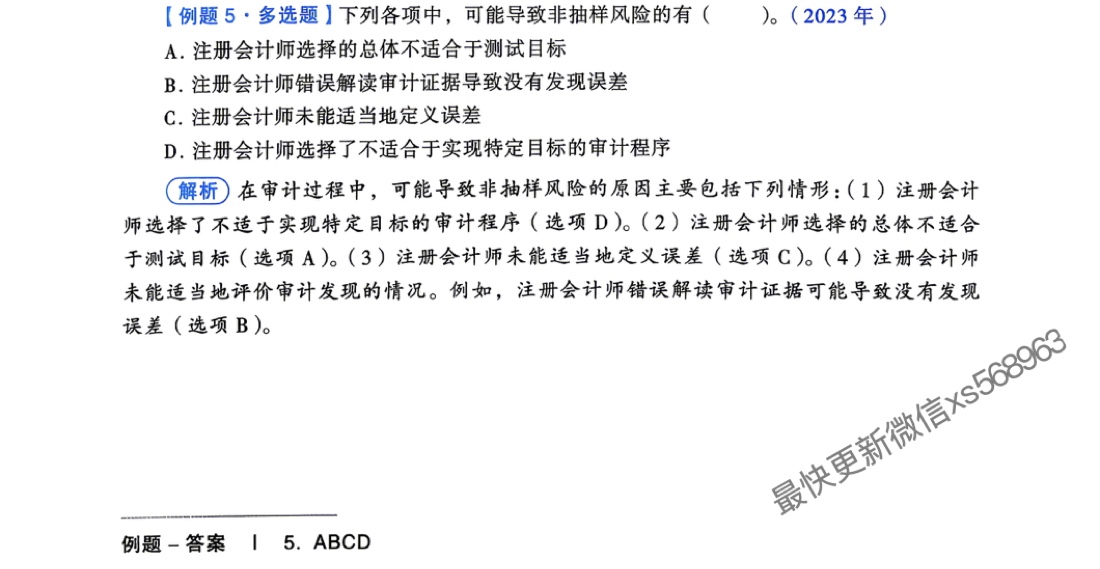 【例题 5·多选题】下列各项中，可能导致非抽样风险的有（　　）。（2023 年）
A. 注册会计师选择的总体不适合于测试目标
B. 注册会计师错误解读审计证据导致没有发现误差
C. 注册会计师未能适当地定义误差
D. 注册会计师选择了不适合于实现特定目标的审计程序
解析 在审计过程中，可能导致非抽样风险的原因主要包括下列情形：（1）注册会计
师选择了不适于实现特定目标的审计程序（选项 D）。（2）注册会计师选择的总体不适合
于测试目标（选项 A）。（3）注册会计师未能适当地定义误差（选项 C）。（4）注册会计师
未能适当地评价审计发现的情况。例如，注册会计师错误解读审计证据可能导致没有发现
误差（选项 B）。
最快更新微信xs568963
例题 – 答案 | 5. ABCD